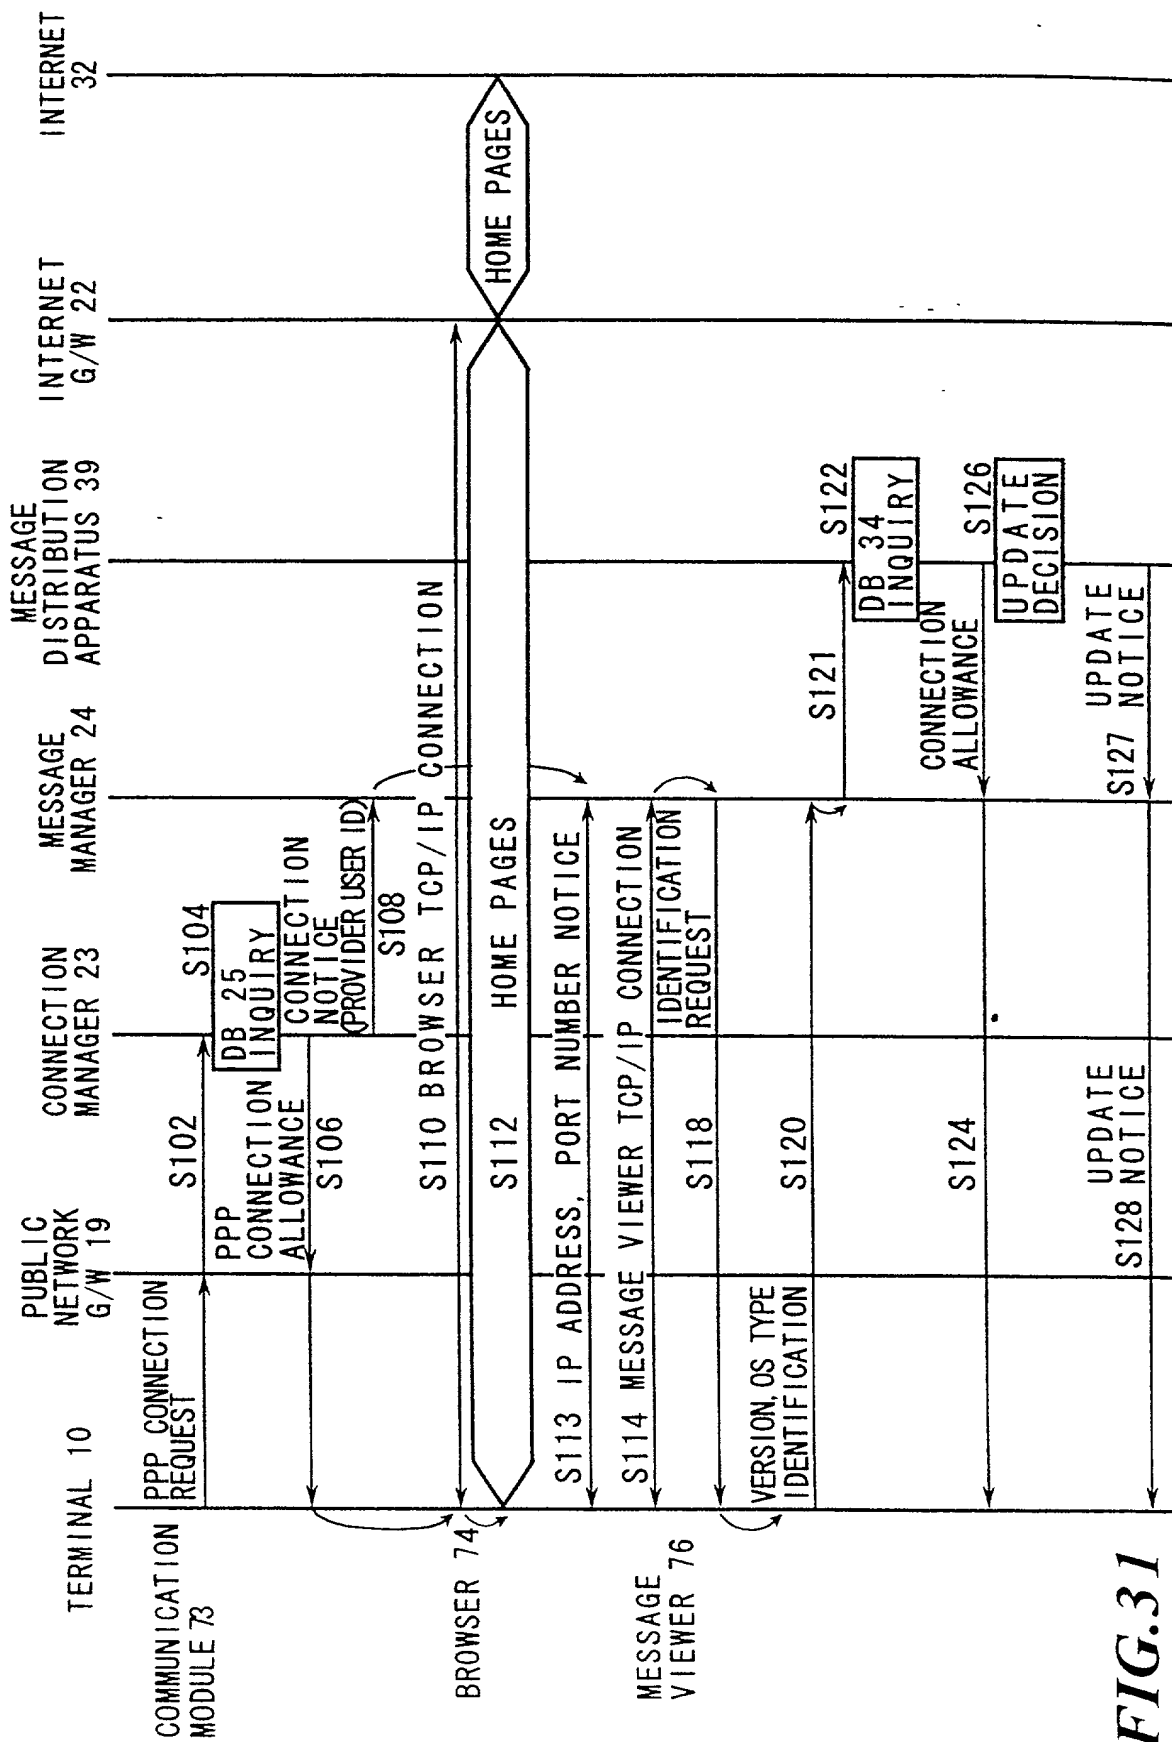 TERMINAL 10
PUBLIC
NETWORK
G/W 19
CONNECTION
MANAGER 23
MESSAGE
MANAGER 24
MESSAGE
DISTRIBUTION
APPARATUS 39
INTERNET
G/W 22
INTERNET
32
COMMUNICATION
MODULE 73
PPP CONNECTION
REQUEST
S102
S104
DB 25
INQUIRY
PPP
CONNECTION
ALLOWANCE
S106
CONNECTION
NOTICE
(PROVIDER USER ID)
S108
S110 BROWSER TCP/IP CONNECTION
BROWSER 74
S112
HOME PAGES
HOME PAGES
S113 IP ADDRESS, PORT NUMBER NOTICE
S114 MESSAGE VIEWER TCP/IP CONNECTION
MESSAGE
VIEWER 76
IDENTIFICATION
REQUEST
S118
VERSION, OS TYPE
IDENTIFICATION
S120
S121
S122
DB 34
INQUIRY
CONNECTION
ALLOWANCE
S124
S126
UPDATE
DECISION
UPDATE
S127 NOTICE
UPDATE
S128 NOTICE
FIG.31